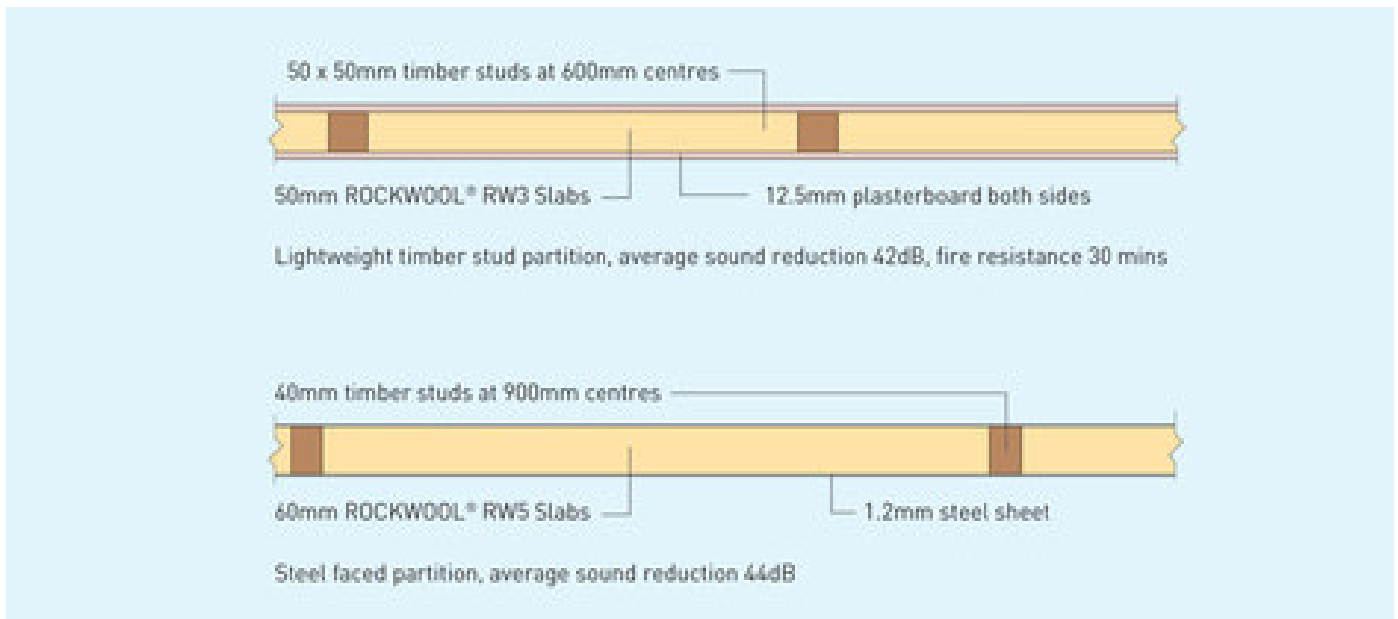 50 x 50mm timber studs at 600mm centres
50mm ROCKWOOL® RW3 Slabs
12.5mm plasterboard both sides
Lightweight timber stud partition, average sound reduction 42dB, fire resistance 30 mins
40mm timber studs at 900mm centres
60mm ROCKWOOL® RW5 Slabs
1.2mm steel sheet
Steel faced partition, average sound reduction 44dB